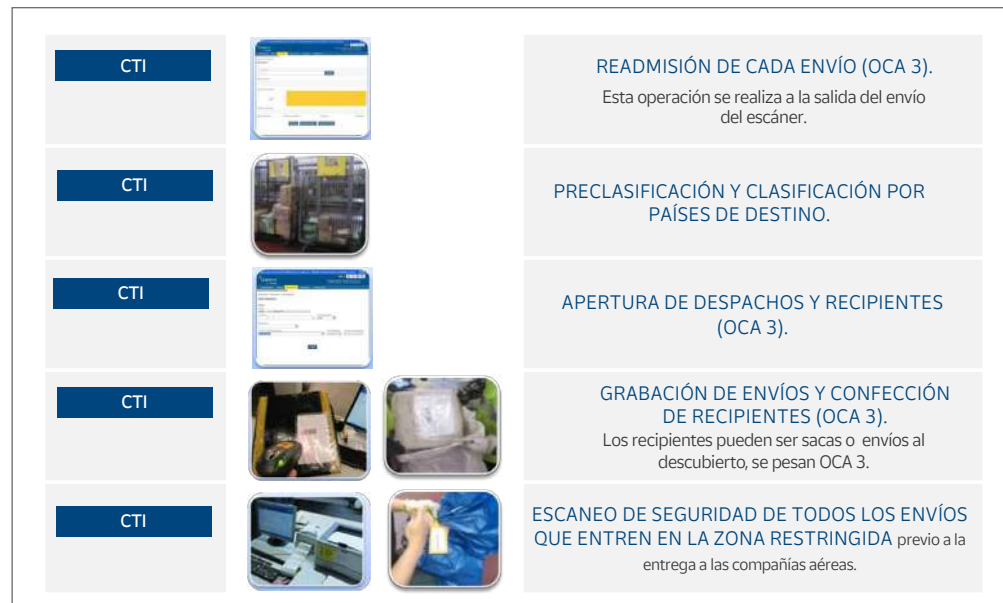 CTI
READMISIÓN DE CADA ENVÍO (OCA 3).
Esta operación se realiza a la salida del envío
del escáner.
CTI
PRECLASIFICACIÓN Y CLASIFICACIÓN POR
PAÍSES DE DESTINO.
CTI
APERTURA DE DESPACHOS Y RECIPIENTES
(OCA 3).
CTI
GRABACIÓN DE ENVÍOS Y CONFECCIÓN
DE RECIPIENTES (OCA 3).
Los recipientes pueden ser sacas o envíos al
descubierto, se pesan OCA 3.
CTI
ESCANEO DE SEGURIDAD DE TODOS LOS ENVÍOS
QUE ENTREN EN LA ZONA RESTRINGIDA previo a la
entrega a las compañías aéreas.